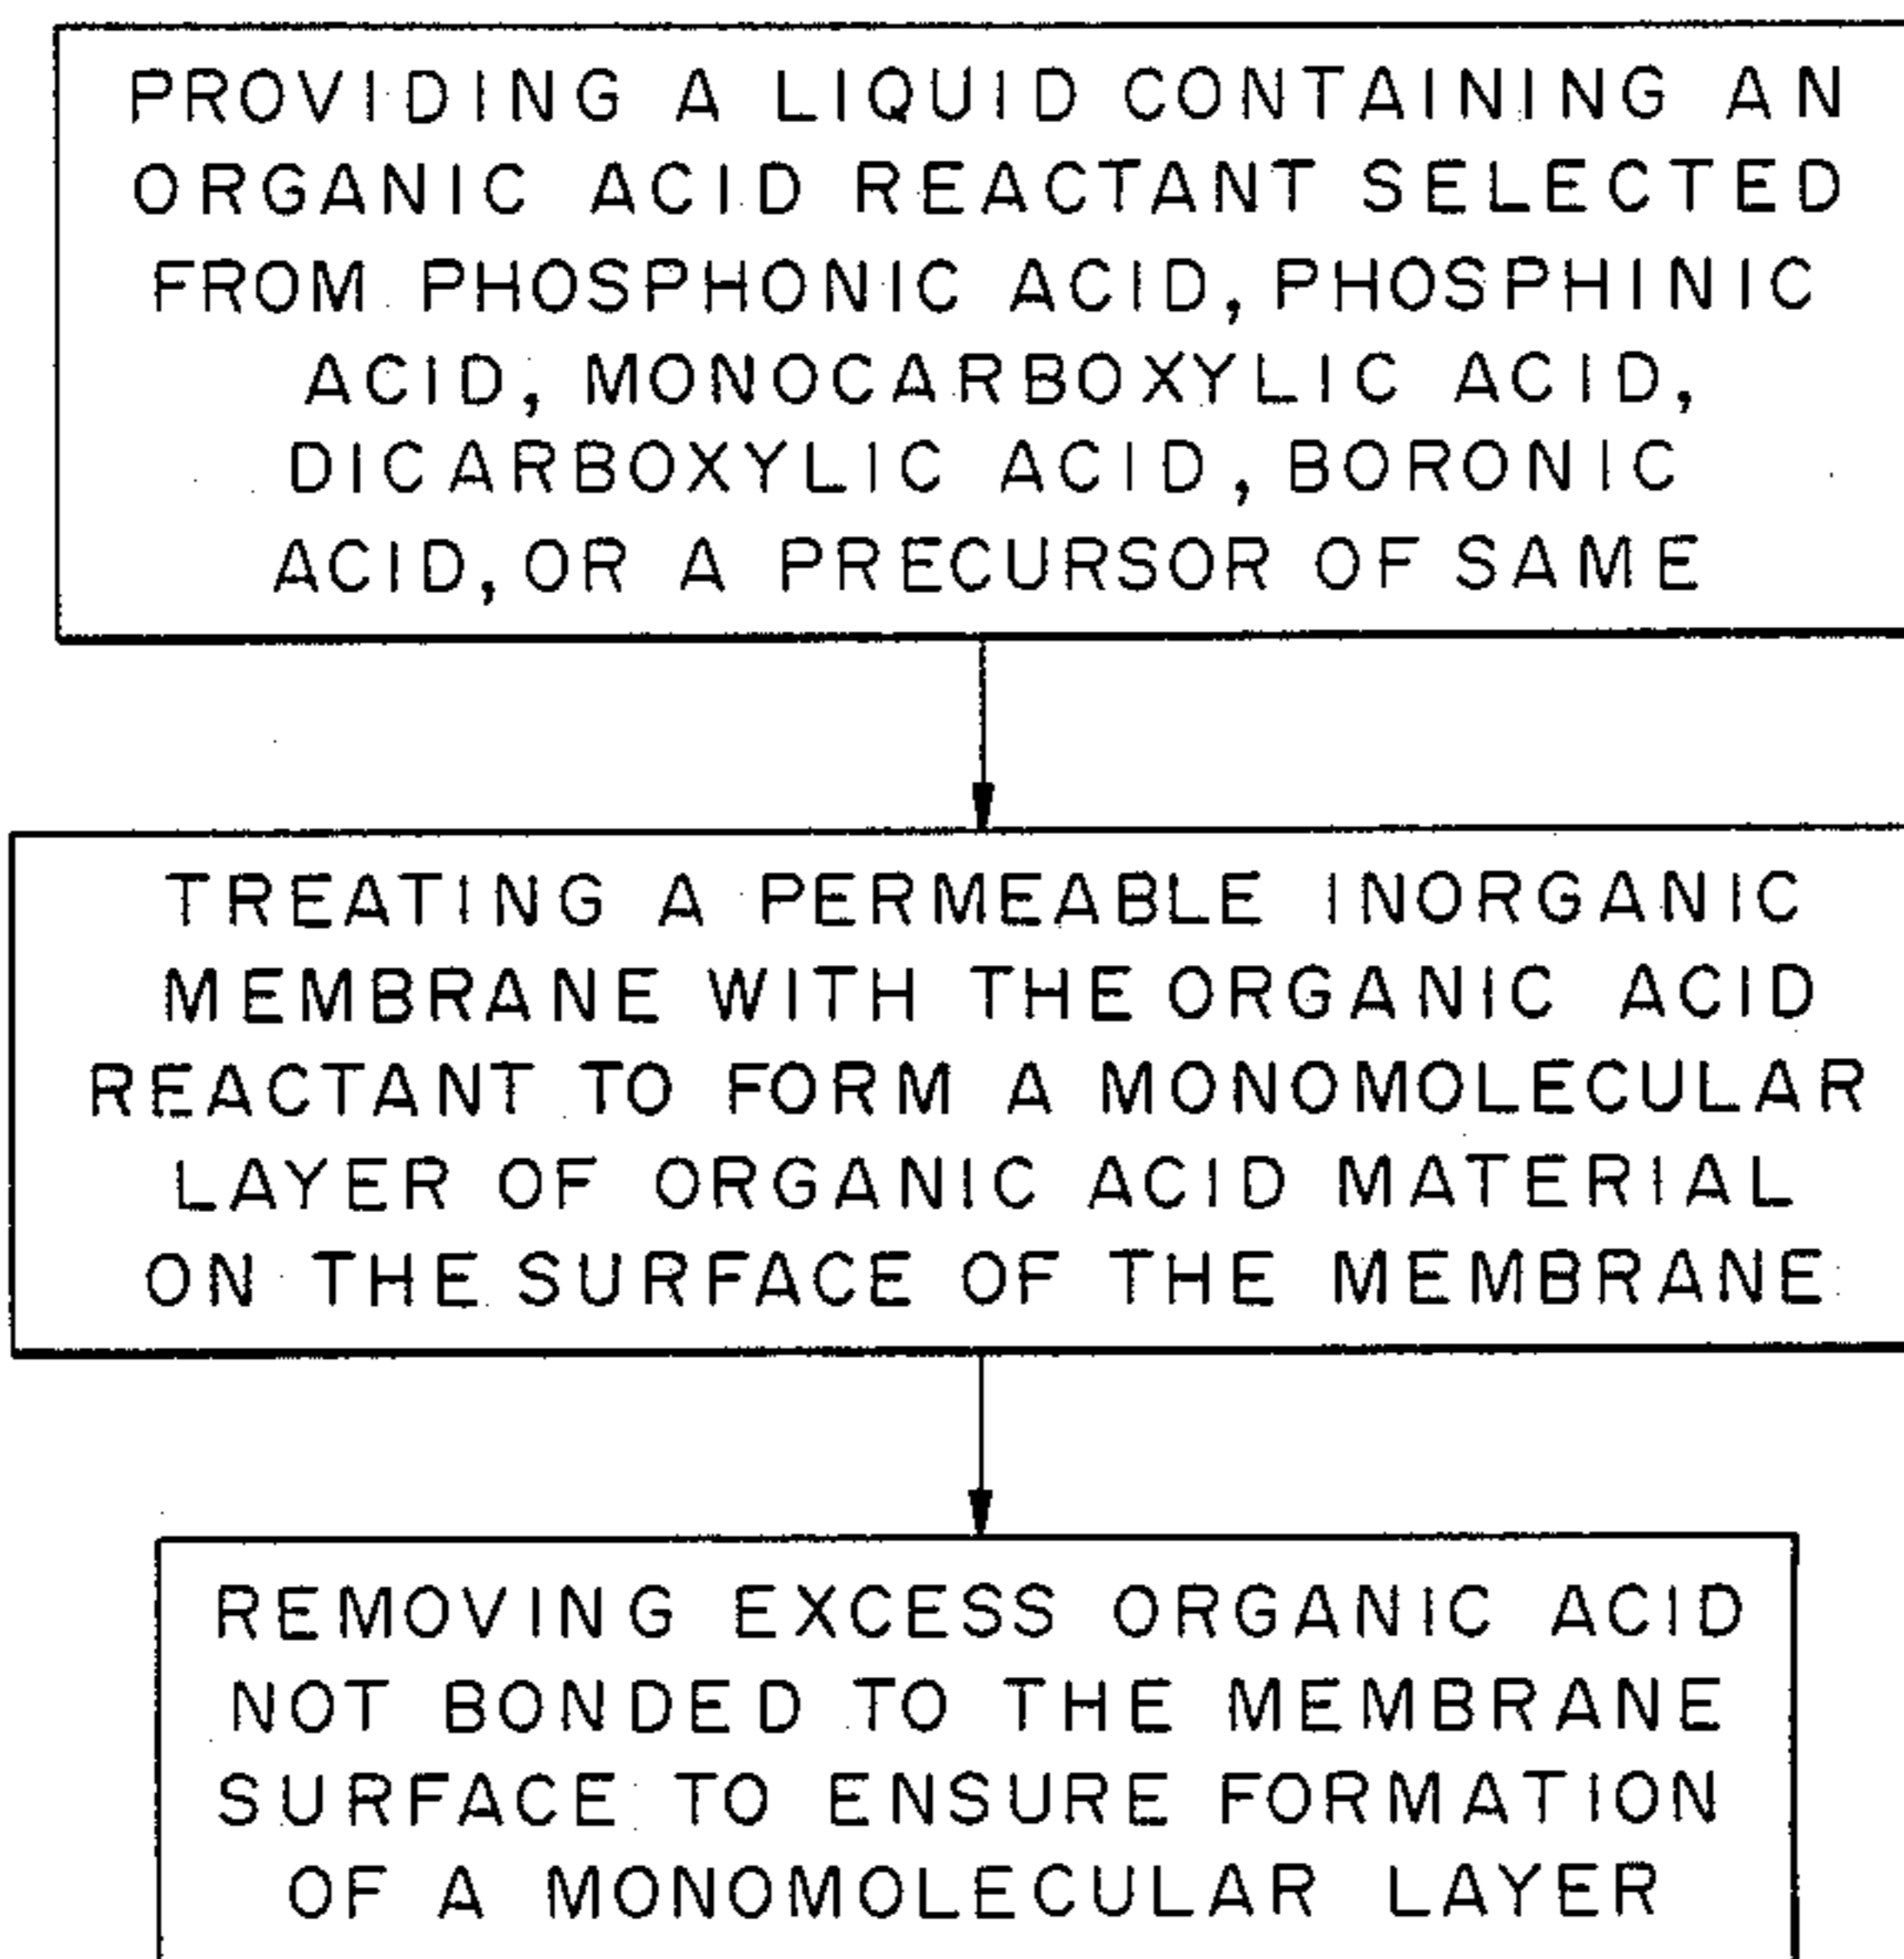 PROVIDING A LIQUID CONTAINING AN
ORGANIC ACID REACTANT SELECTED
FROM PHOSPHONIC ACID, PHOSPHINIC
ACID, MONOCARBOXYLIC ACID,
DICARBOXYLIC ACID, BORONIC
ACID, OR A PRECURSOR OF SAME
TREATING A PERMEABLE INORGANIC
MEMBRANE WITH THE ORGANIC ACID
REACTANT TO FORM A MONOMOLECULAR
LAYER OF ORGANIC ACID MATERIAL
ON THE SURFACE OF THE MEMBRANE
REMOVING EXCESS ORGANIC ACID
NOT BONDED TO THE MEMBRANE
SURFACE TO ENSURE FORMATION
OF A MONOMOLECULAR LAYER